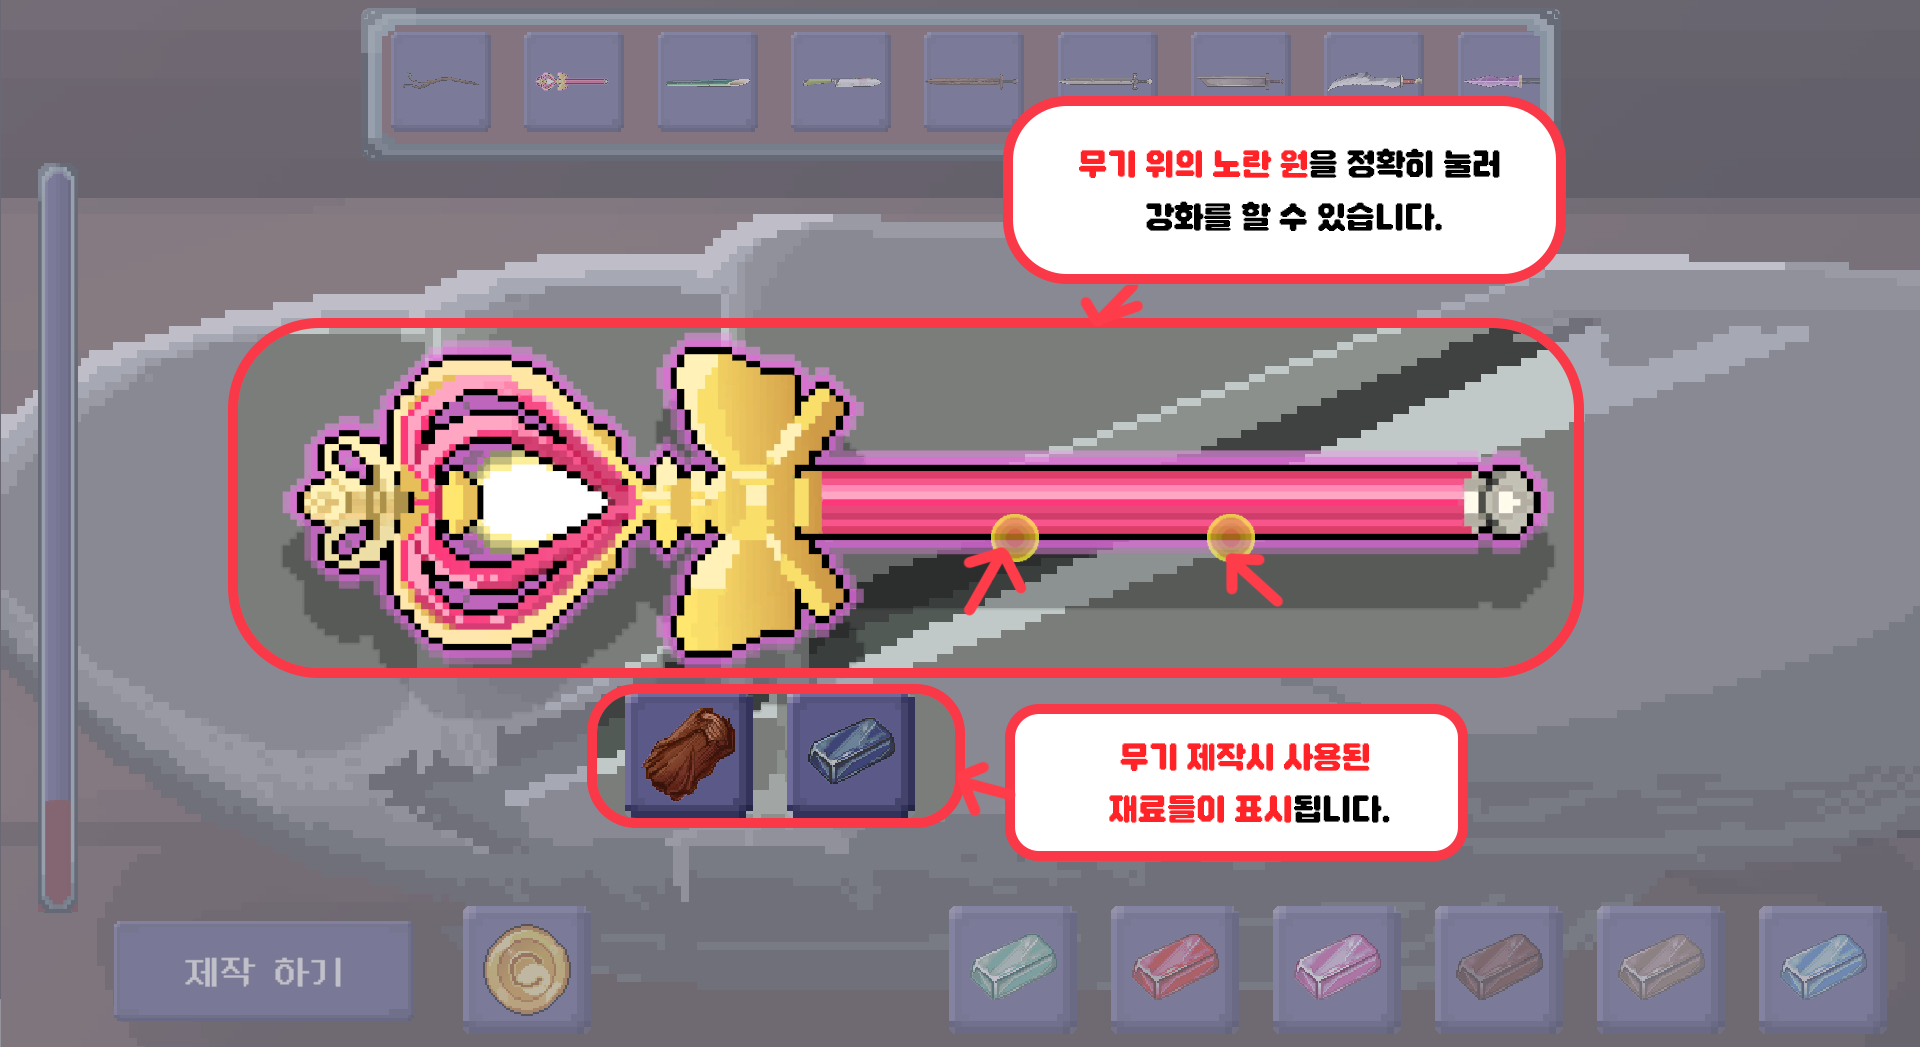 무기 위의 노란 원을 정확히 눌러
강화를 할 수 있습니다.
무기 제작시 사용된
재료들이 표시됩니다.
제작 하기